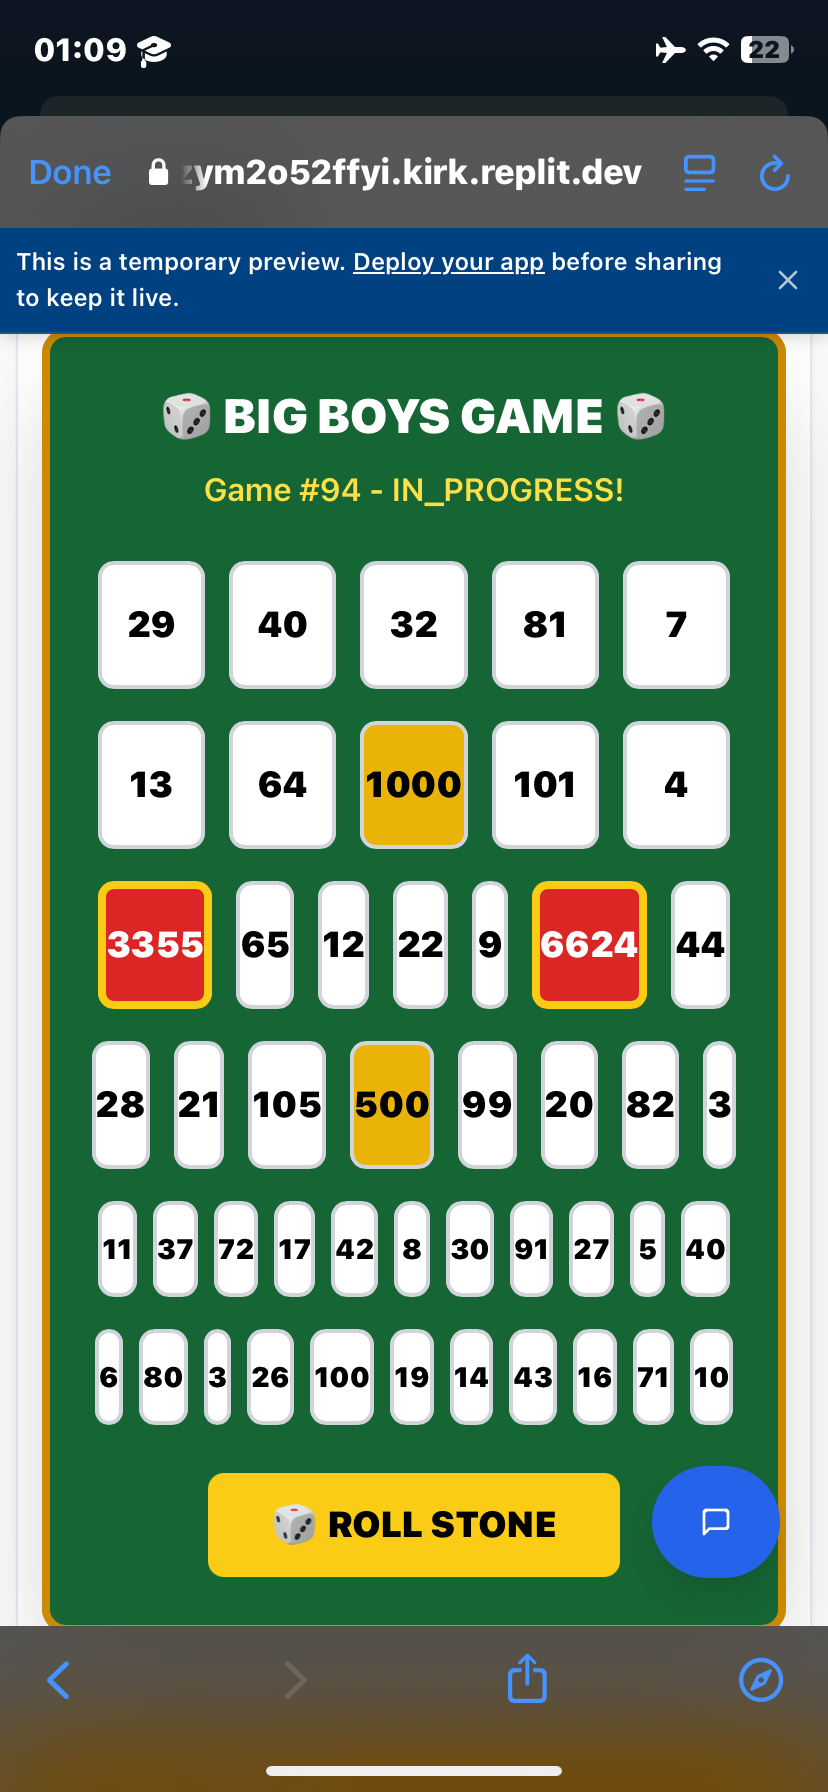 01:09
22
Done
zym2o52ffyi.kirk.replit.dev
This is a temporary preview. Deploy your app before sharing
to keep it live.
BIG BOYS GAME
Game #94 - IN_PROGRESS!
29 40 32 81 7
13 64 1000 101 4
3355 65 12 22 9 6624 44
28 21 105 500 99 20 82 3
11 37 72 17 42 8 30 91 27 5 40
6 80 3 26 100 19 14 43 16 71 10
ROLL STONE